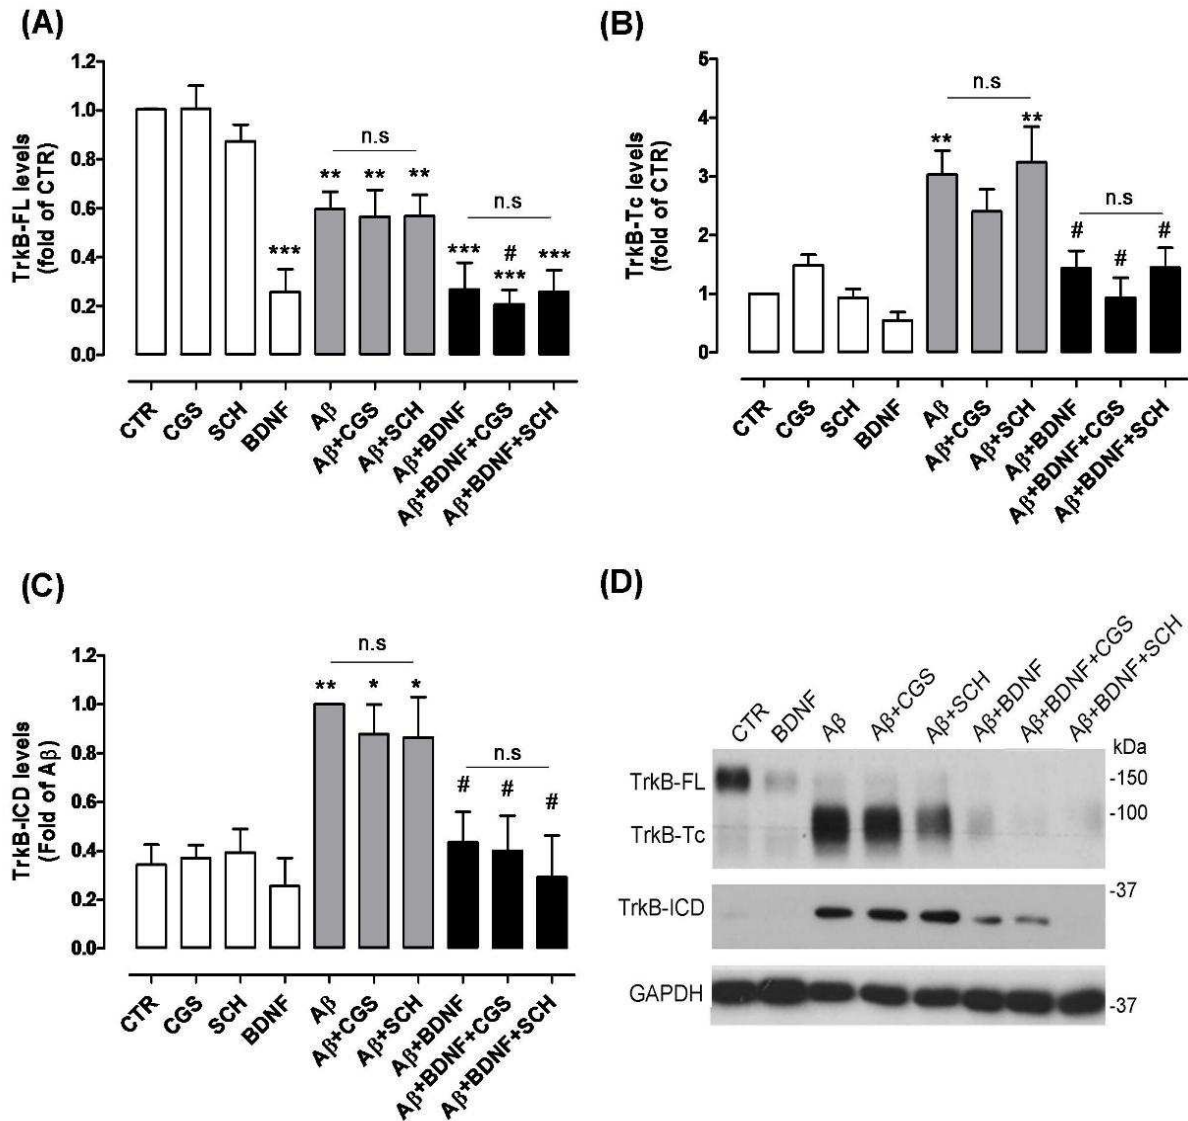 (A)
TrkB-FL levels
(fold of CTR)
1.2
1.0
0.8
0.6
0.4
0.2
0.0
***
**
**
**
n.s
***
#
***
***
n.s
CTR
CGS
SCH
BDNF
Aβ
Aβ+CGS
Aβ+SCH
Aβ+BDNF
Aβ+BDNF+CGS
Aβ+BDNF+SCH
(B)
TrkB-Tc levels
(fold of CTR)
5
4
3
2
1
0
n.s
**
**
n.s
#
#
#
CTR
CGS
SCH
BDNF
Aβ
Aβ+CGS
Aβ+SCH
Aβ+BDNF
Aβ+BDNF+CGS
Aβ+BDNF+SCH
(C)
TrkB-ICD levels
(Fold of Aβ)
1.2
1.0
0.8
0.6
0.4
0.2
0.0
n.s
**
*
*
n.s
#
#
#
CTR
CGS
SCH
BDNF
Aβ
Aβ+CGS
Aβ+SCH
Aβ+BDNF
Aβ+BDNF+CGS
Aβ+BDNF+SCH
(D)
CTR
BDNF
Aβ
Aβ+CGS
Aβ+SCH
Aβ+BDNF
Aβ+BDNF+CGS
Aβ+BDNF+SCH
kDa
TrkB-FL
-150
-100
TrkB-Tc
-37
TrkB-ICD
GAPDH
-37